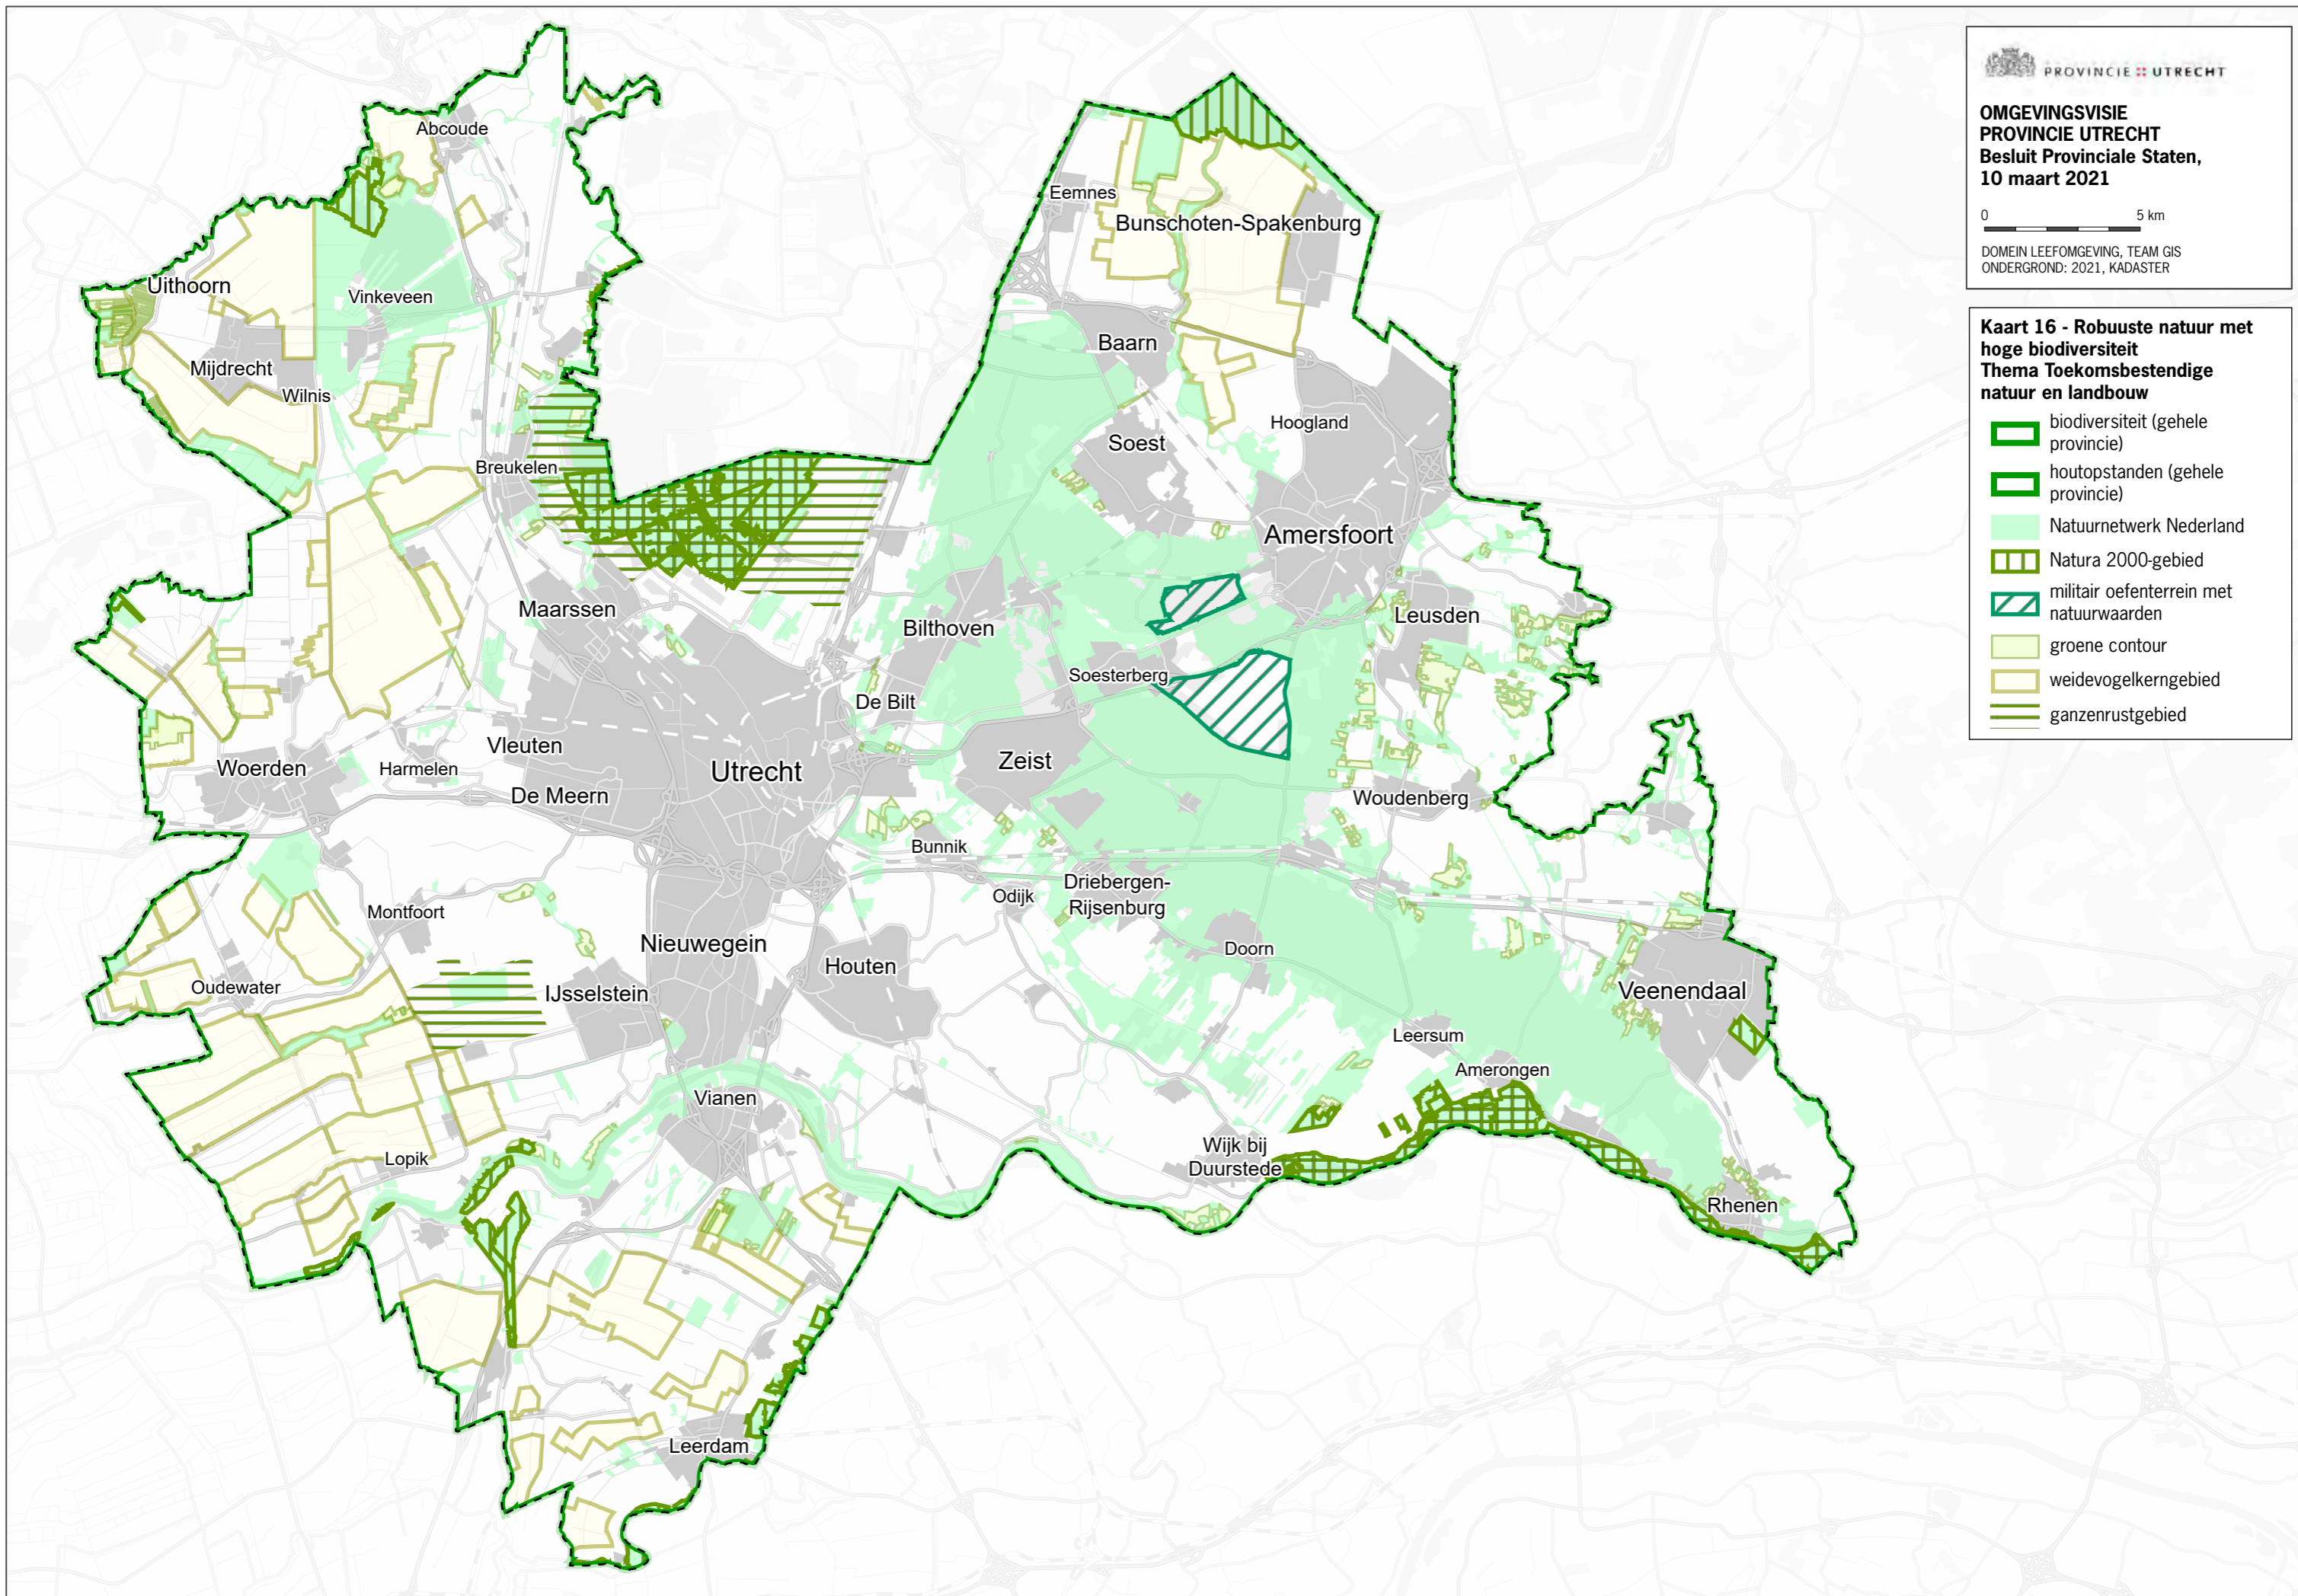 PROVINCIE UTRECHT
OMGEVINGSVISIE
PROVINCIE UTRECHT
Besluit Provinciale Staten,
10 maart 2021
0 5 km
DOMEIN LEEFOMGEVING, TEAM GIS
ONDERGROND: 2021, KADASTER
Kaart 16 - Robuuste natuur met
hoge biodiversiteit
Thema Toekomsbestendige
natuur en landbouw
biodiversiteit (gehele
provincie)
houtopstanden (gehele
provincie)
Natuurnetwerk Nederland
Natura 2000-gebied
militair oefenterrein met
natuurwaarden
groene contour
weidevogelkerngebied
ganzenrustgebied
Abcoude
Eemnes
Bunschoten-Spakenburg
Uithoorn
Vinkeveen
Baarn
Mijdrecht
Wilnis
Hoogland
Soest
Breukelen
Amersfoort
Maarssen
Leusden
Bilthoven
Soesterberg
De Bilt
Vleuten
Woerden
Harmelen
Utrecht
Zeist
De Meern
Woudenberg
Bunnik
Driebergen-
Rijsenburg
Odijk
Montfoort
Nieuwegein
Doorn
Houten
Oudewater
IJsselstein
Veenendaal
Leersum
Amerongen
Vianen
Wijk bij
Duurstede
Lopik
Rhenen
Leerdam